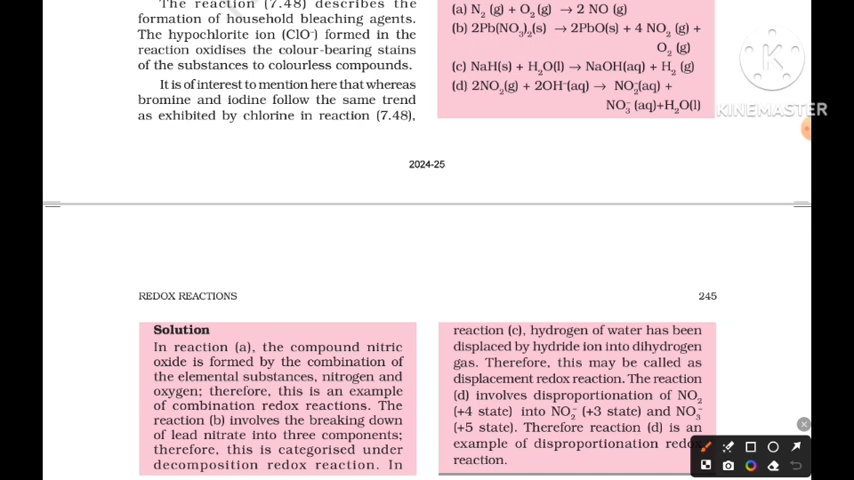 The reaction (7.48) describes the
formation of household bleaching agents.
The hypochlorite ion (ClO⁻) formed in the
reaction oxidises the colour-bearing stains
of the substances to colourless compounds.
It is of interest to mention here that whereas
bromine and iodine follow the same trend
as exhibited by chlorine in reaction (7.48),
(a) N₂ (g) + O₂ (g) → 2 NO (g)
(b) 2Pb(NO₃)₂(s) → 2PbO(s) + 4 NO₂ (g) +
O₂ (g)
(c) NaH(s) + H₂O(l) → NaOH(aq) + H₂ (g)
(d) 2NO₂(g) + 2OH⁻(aq) → NO₂⁻(aq) +
NO₃⁻ (aq)+H₂O(l)
KINEMASTER
2024-25
REDOX REACTIONS
245
Solution
In reaction (a), the compound nitric
oxide is formed by the combination of
the elemental substances, nitrogen and
oxygen; therefore, this is an example
of combination redox reactions. The
reaction (b) involves the breaking down
of lead nitrate into three components;
therefore, this is categorised under
decomposition redox reaction. In
reaction (c), hydrogen of water has been
displaced by hydride ion into dihydrogen
gas. Therefore, this may be called as
displacement redox reaction. The reaction
(d) involves disproportionation of NO₂
(+4 state) into NO₂⁻ (+3 state) and NO₃⁻
(+5 state). Therefore reaction (d) is an
example of disproportionation redox
reaction.